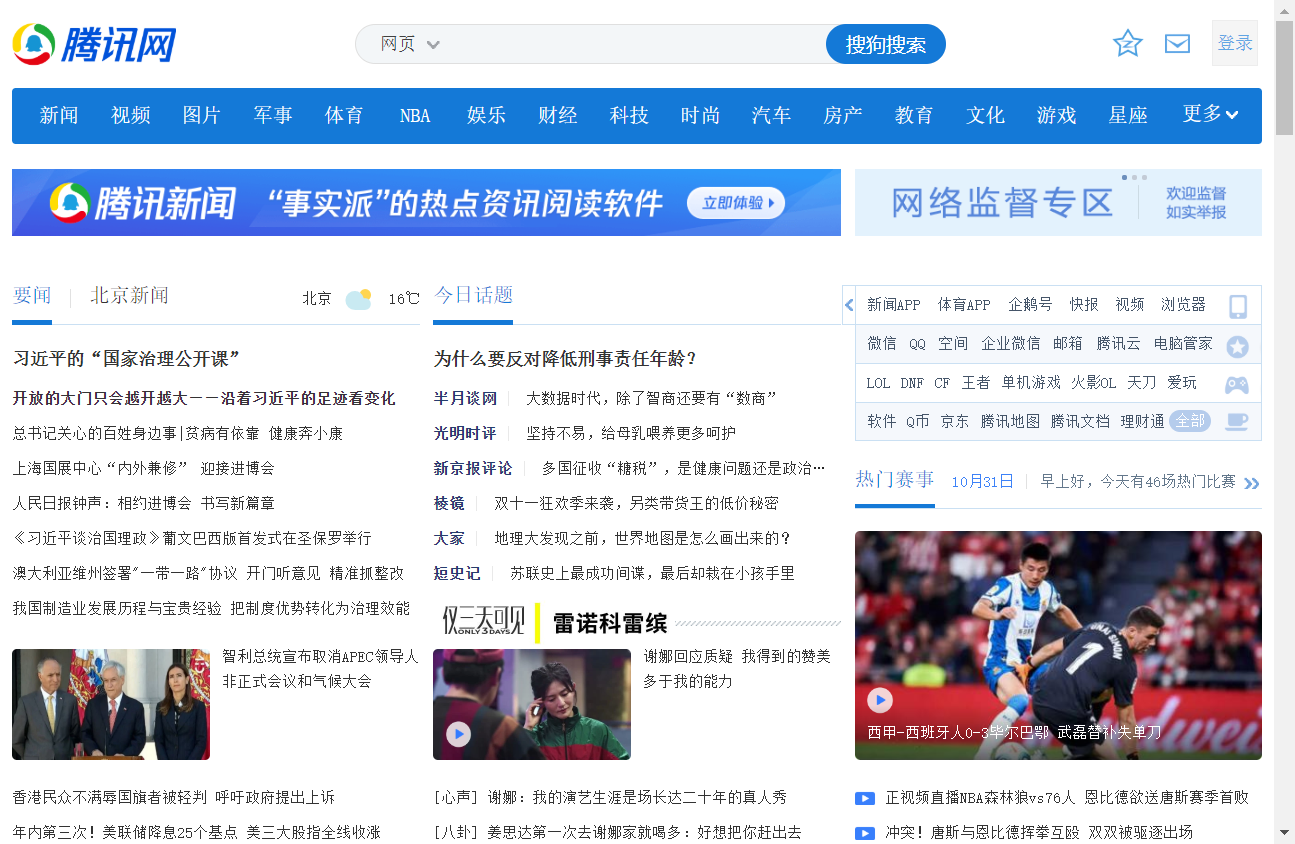 腾讯网
网页
搜狗搜索
登录
新闻 视频 图片 军事 体育 NBA 娱乐 财经 科技 时尚 汽车 房产 教育 文化 游戏 星座 更多
腾讯新闻 “事实派”的热点资讯阅读软件 立即体验
网络监督专区
欢迎监督
如实举报
要闻 北京新闻 北京 16℃
习近平的“国家治理公开课”
开放的大门只会越开越大——沿着习近平的足迹看变化
总书记关心的百姓身边事|贫病有依靠 健康奔小康
上海国展中心“内外兼修” 迎接进博会
人民日报钟声：相约进博会 书写新篇章
《习近平谈治国理政》葡文巴西版首发式在圣保罗举行
澳大利亚维州签署"一带一路"协议 开门听意见 精准抓整改
我国制造业发展历程与宝贵经验 把制度优势转化为治理效能
智利总统宣布取消APEC领导人
非正式会议和气候大会
香港民众不满辱国旗者被轻判 呼吁政府提出上诉
年内第三次！美联储降息25个基点 美三大股指全线收涨
今日话题
为什么要反对降低刑事责任年龄？
半月谈网 大数据时代，除了智商还要有“数商”
光明时评 坚持不易，给母乳喂养更多呵护
新京报评论 多国征收“糖税”，是健康问题还是政治…
棱镜 双十一狂欢季来袭，另类带货王的低价秘密
大家 地理大发现之前，世界地图是怎么画出来的？
短史记 苏联史上最成功间谍，最后却栽在小孩手里
仅三天可见
ONLY 3 DAYS
雷诺科雷缤
谢娜回应质疑 我得到的赞美
多于我的能力
[心声] 谢娜：我的演艺生涯是场长达二十年的真人秀
[八卦] 姜思达第一次去谢娜家就喝多：好想把你赶出去
新闻APP 体育APP 企鹅号 快报 视频 浏览器
微信 QQ 空间 企业微信 邮箱 腾讯云 电脑管家
LOL DNF CF 王者 单机游戏 火影OL 天刀 爱玩
软件 Q币 京东 腾讯地图 腾讯文档 理财通 全部
热门赛事 10月31日 早上好，今天有46场热门比赛
UNAI SIMON
1
西甲-西班牙人0-3毕尔巴鄂 武磊替补失单刀
正视频直播NBA森林狼vs76人 恩比德欲送唐斯赛季首败
冲突！唐斯与恩比德挥拳互殴 双双被驱逐出场